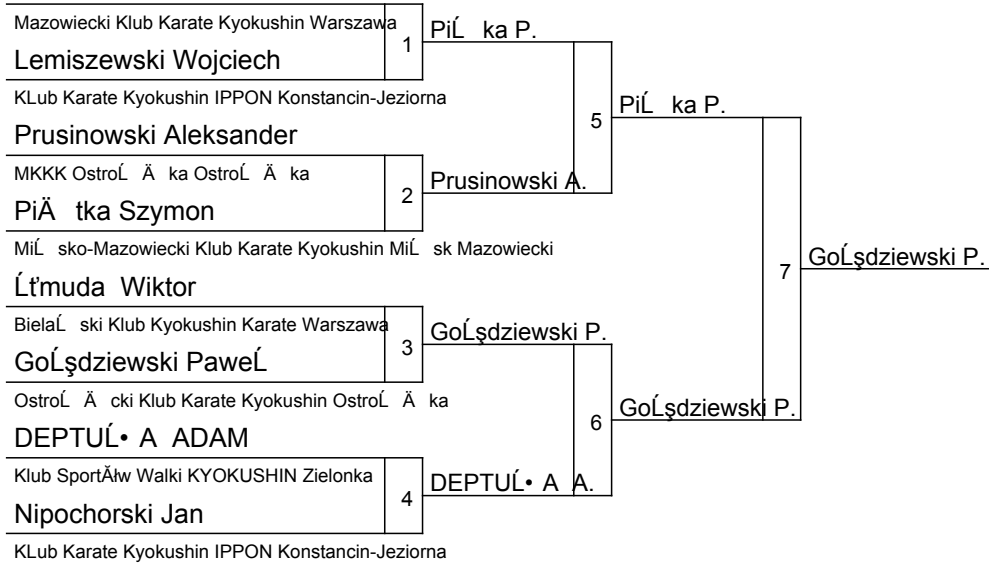 Mazowiecki Klub Karate Kyokushin Warszawa
1
PiĹ ka P.
Lemiszewski Wojciech
KLub Karate Kyokushin IPPON Konstancin-Jeziorna
5
PiĹ ka P.
Prusinowski Aleksander
MKKK OstroĹ Ä ka OstroĹ Ä ka
2
Prusinowski A.
PiÄ tka Szymon
MiĹ sko-Mazowiecki Klub Karate Kyokushin MiĹ sk Mazowiecki
7
GoĹşdziewski P.
Ĺťmuda Wiktor
BielaĹ ski Klub Kyokushin Karate Warszawa
3
GoĹşdziewski P.
GoĹşdziewski PaweĹ
OstroĹ Ä cki Klub Karate Kyokushin OstroĹ Ä ka
6
GoĹşdziewski P.
DEPTUĹ• A ADAM
Klub SportĂłw Walki KYOKUSHIN Zielonka
4
DEPTUĹ• A A.
Nipochorski Jan
KLub Karate Kyokushin IPPON Konstancin-Jeziorna